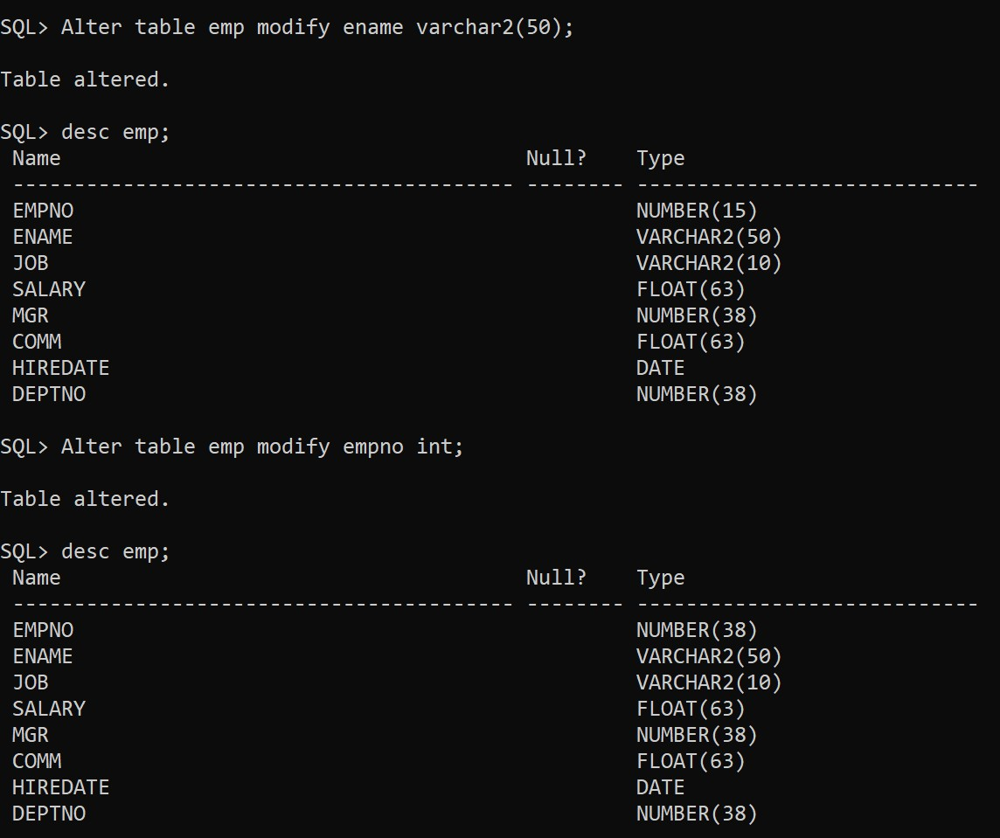 SQL> Alter table emp modify ename varchar2(50);
Table altered.
SQL> desc emp;
Name Null? Type
----------------------------------------- -------- ----------------------------
EMPNO NUMBER(15)
ENAME VARCHAR2(50)
JOB VARCHAR2(10)
SALARY FLOAT(63)
MGR NUMBER(38)
COMM FLOAT(63)
HIREDATE DATE
DEPTNO NUMBER(38)
SQL> Alter table emp modify empno int;
Table altered.
SQL> desc emp;
Name Null? Type
----------------------------------------- -------- ----------------------------
EMPNO NUMBER(38)
ENAME VARCHAR2(50)
JOB VARCHAR2(10)
SALARY FLOAT(63)
MGR NUMBER(38)
COMM FLOAT(63)
HIREDATE DATE
DEPTNO NUMBER(38)